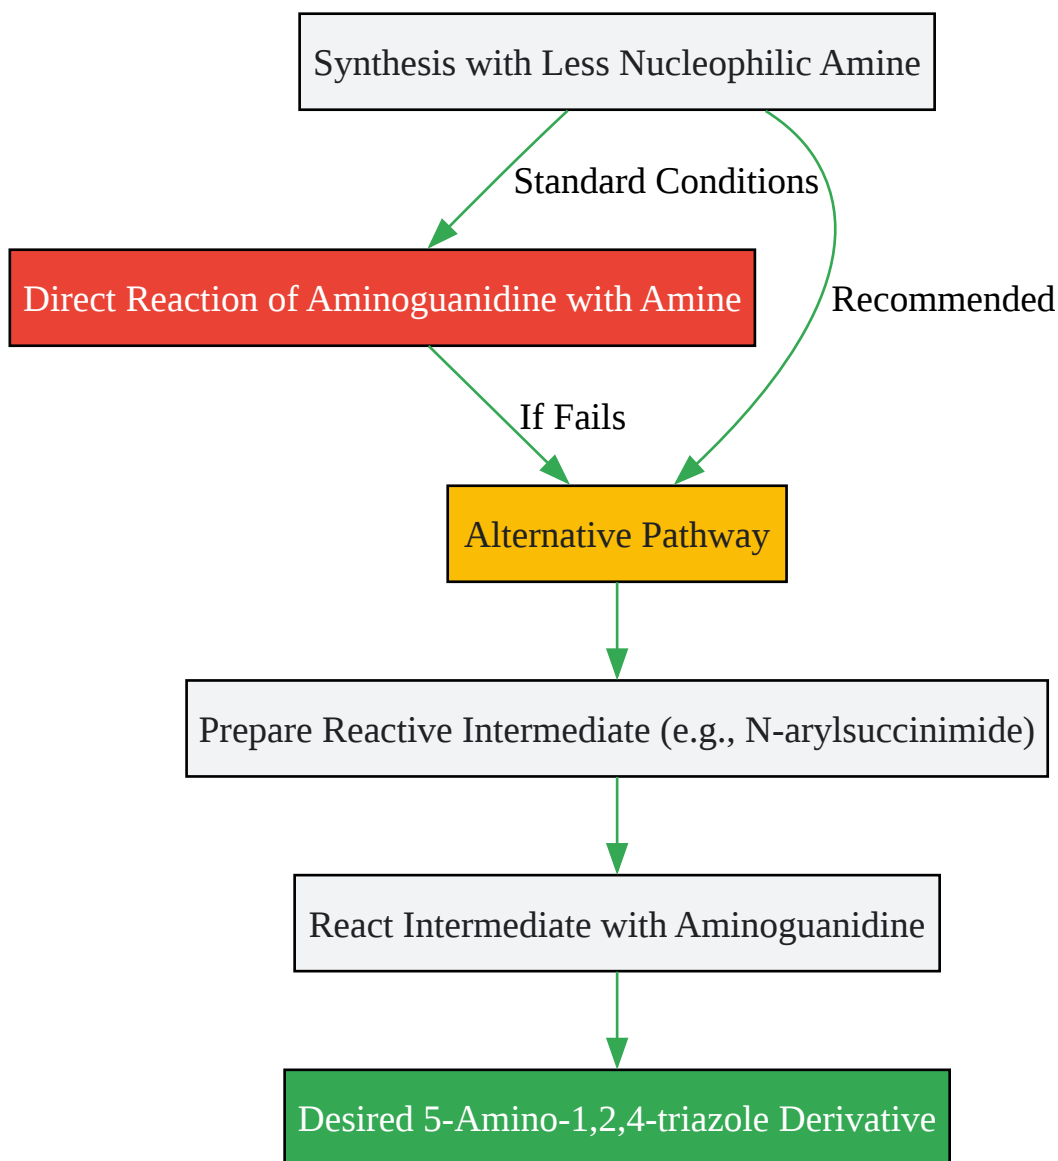 Synthesis with Less Nucleophilic Amine
Standard Conditions
Direct Reaction of Aminoguanidine with Amine
Recommended
If Fails
Alternative Pathway
Prepare Reactive Intermediate (e.g., N-arylsuccinimide)
React Intermediate with Aminoguanidine
Desired 5-Amino-1,2,4-triazole Derivative